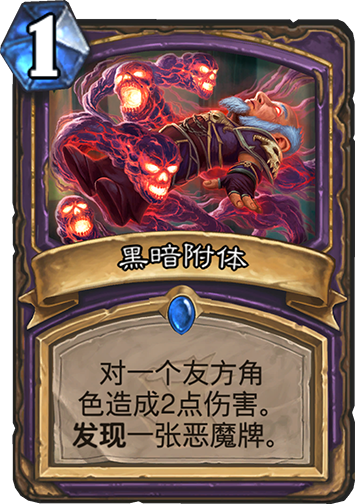 1
黑暗附体
对一个友方角
色造成2点伤害。
发现一张恶魔牌。